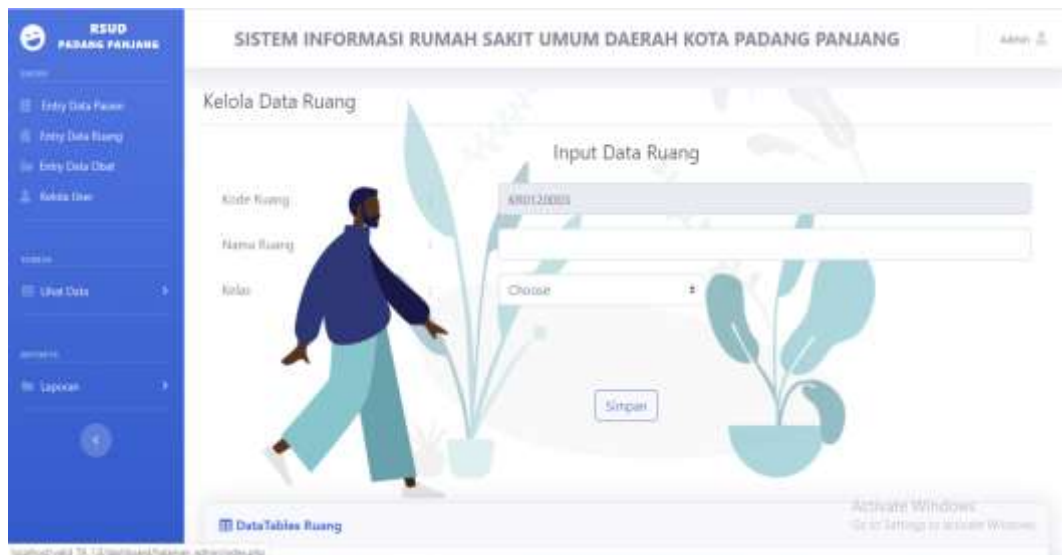 RSUD
PADANG PANJANG
SISTEM INFORMASI RUMAH SAKIT UMUM DAERAH KOTA PADANG PANJANG
Admin
Entry Data Pasien
Entry Data Ruang
Entry Data Obat
Kelola User
Lihat Data
Laporan
Kelola Data Ruang
Input Data Ruang
Kode Ruang
Nama Ruang
Kelas
Choose
Simpan
DataTables Ruang
Activate Windows
Go to Settings to activate Windows.